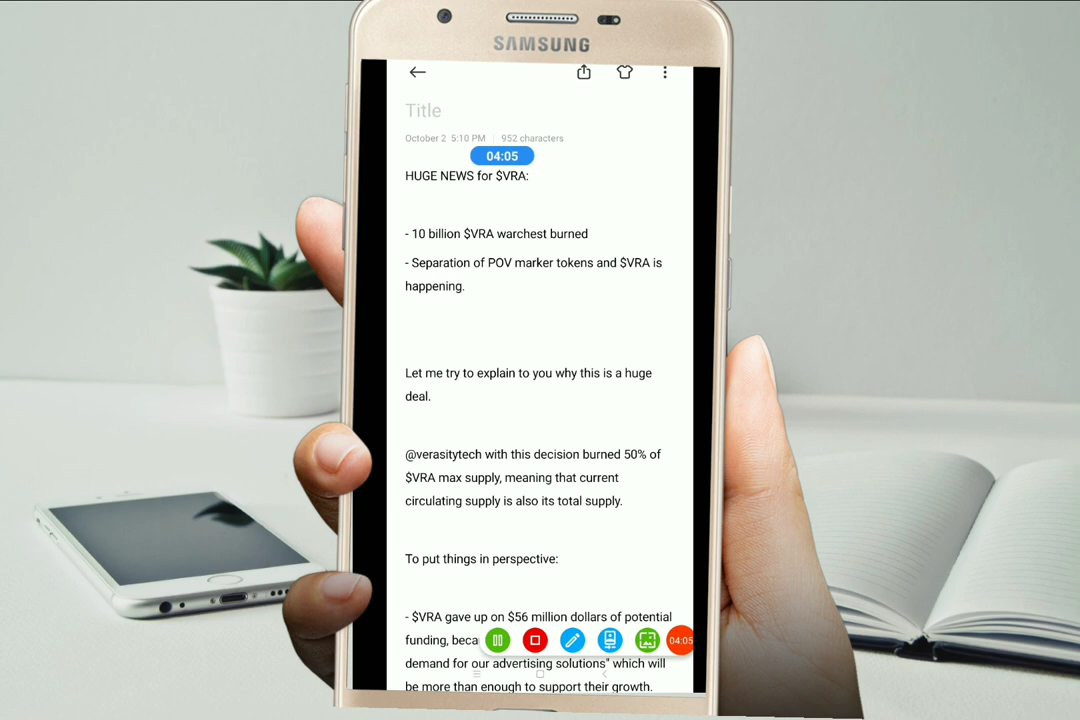 SAMSUNG
Title
October 2 5:10 PM | 952 characters
04:05
HUGE NEWS for $VRA:
- 10 billion $VRA warchest burned
- Separation of POV marker tokens and $VRA is
happening.
Let me try to explain to you why this is a huge
deal.
@verasitytech with this decision burned 50% of
$VRA max supply, meaning that current
circulating supply is also its total supply.
To put things in perspective:
- $VRA gave up on $56 million dollars of potential
funding, beca
04:05
demand for our advertising solutions" which will
be more than enough to support their growth.